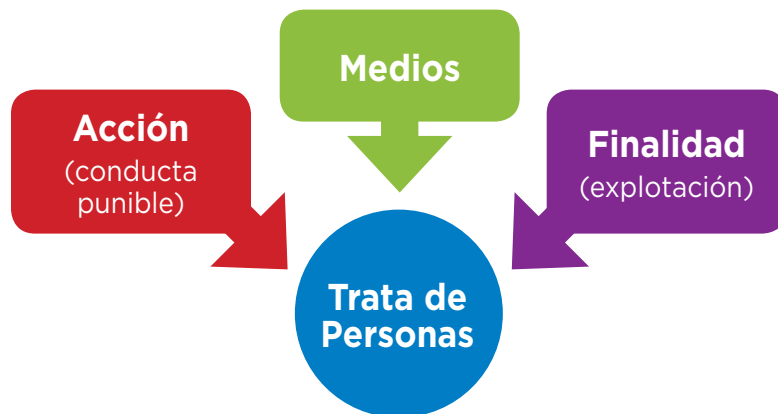 Medios
Acción
(conducta
punible)
Finalidad
(explotación)
Trata de
Personas